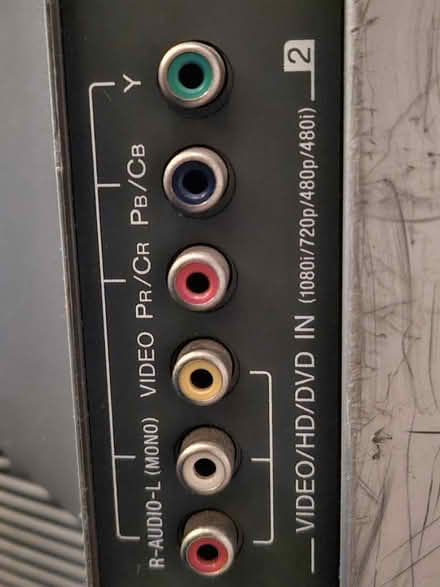 R-AUDIO-L (MONO) VIDEO PR/CR PB/CB Y
VIDEO/HD/DVD IN (1080i/720p/480p/480i) 2